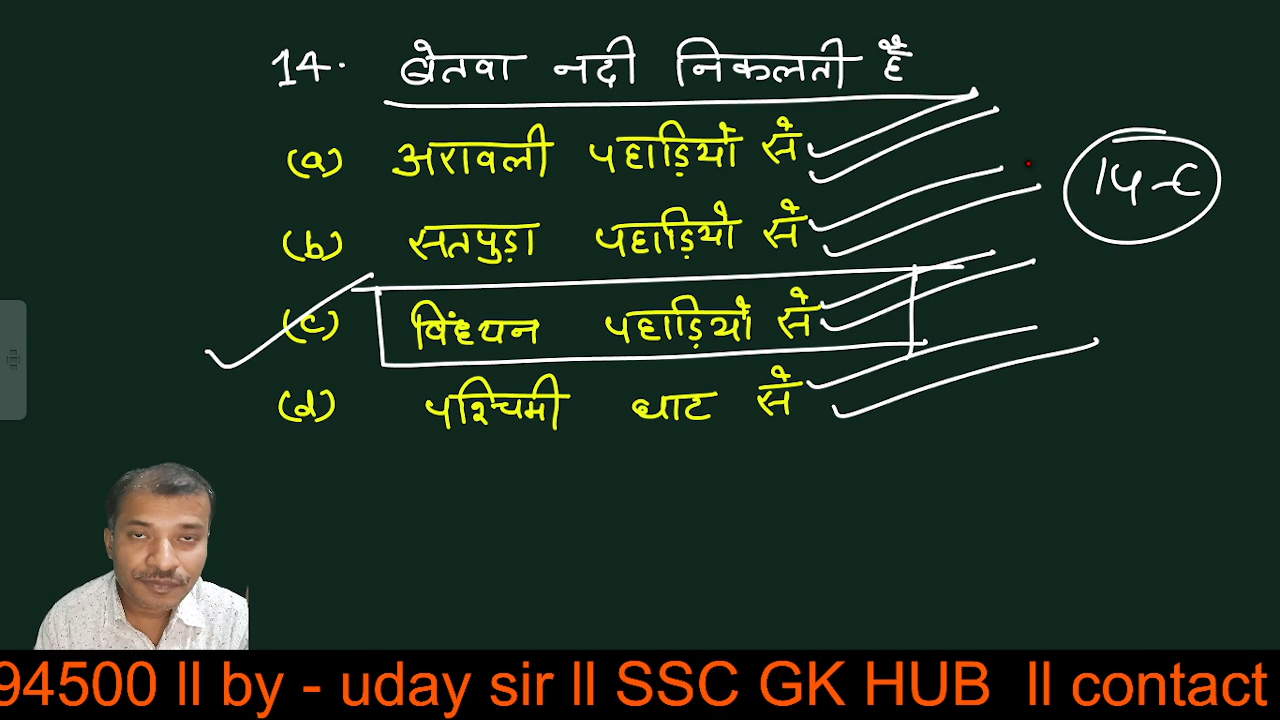 14. बेतवा नदी निकलती है
(a) अरावली पहाड़ियों से
14-C
(b) सतपुड़ा पहाड़ियों से
(c) विंध्यन पहाड़ियों से
(d) पश्चिमी घाट से
94500 ll by - uday sir ll SSC GK HUB ll contact